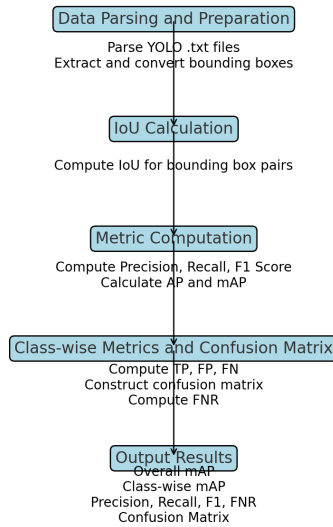 Data Parsing and Preparation
Parse YOLO .txt files
Extract and convert bounding boxes
IoU Calculation
Compute IoU for bounding box pairs
Metric Computation
Compute Precision, Recall, F1 Score
Calculate AP and mAP
Class-wise Metrics and Confusion Matrix
Compute TP, FP, FN
Construct confusion matrix
Compute FNR
Output Results
Overall mAP
Class-wise mAP
Precision, Recall, F1, FNR
Confusion Matrix